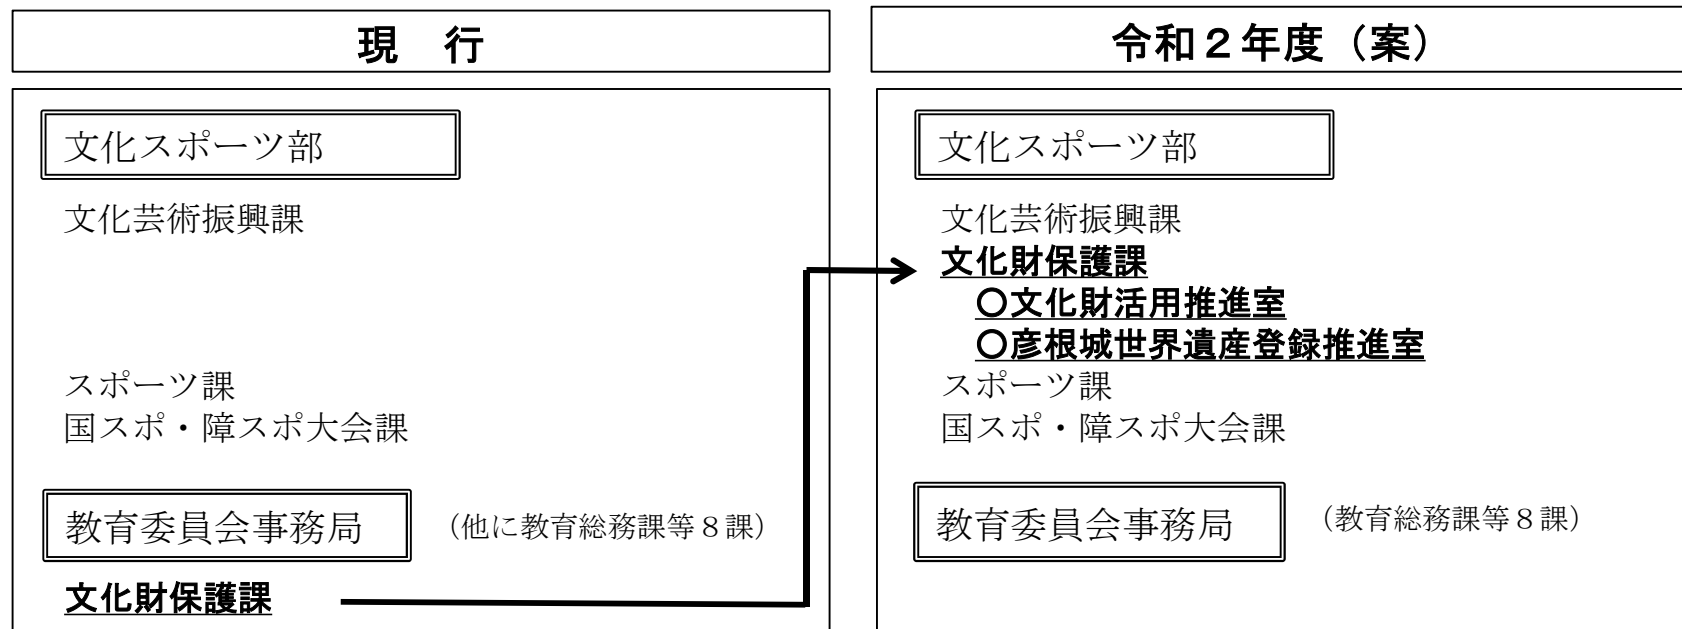 現　行
文化スポーツ部
文化芸術振興課
スポーツ課
国スポ・障スポ大会課
教育委員会事務局
（他に教育総務課等８課）
文化財保護課
令和２年度（案）
文化スポーツ部
文化芸術振興課
文化財保護課
○文化財活用推進室
○彦根城世界遺産登録推進室
スポーツ課
国スポ・障スポ大会課
教育委員会事務局
（教育総務課等８課）